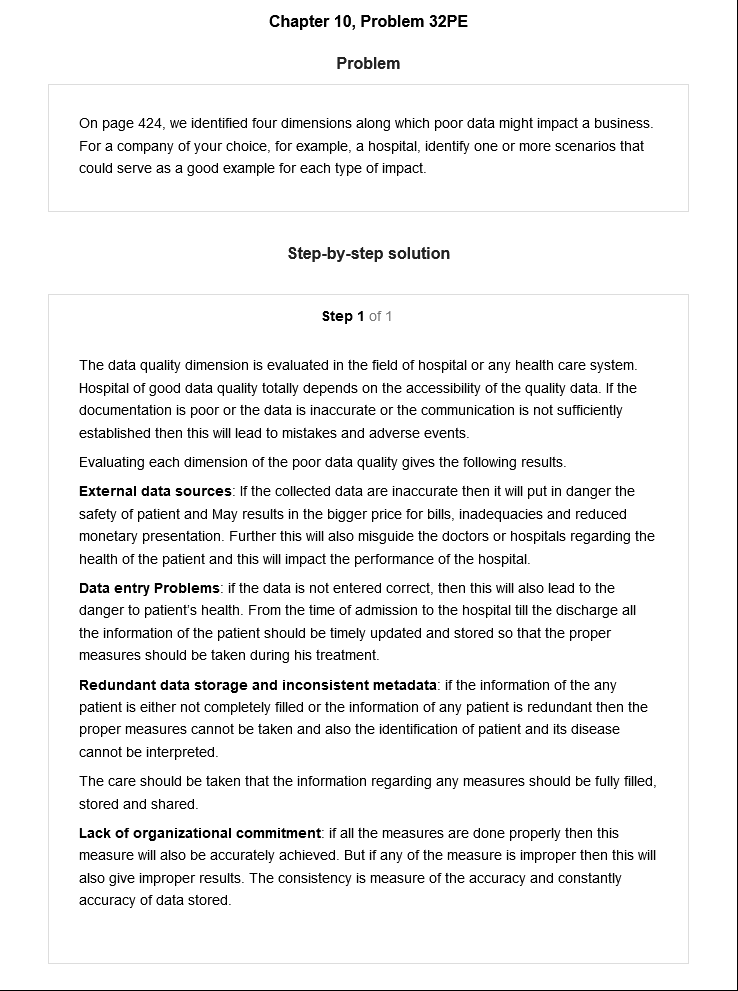 Chapter 10, Problem 32PE
Problem
On page 424, we identified four dimensions along which poor data might impact a business.
For a company of your choice, for example, a hospital, identify one or more scenarios that
could serve as a good example for each type of impact.
Step-by-step solution
Step 1 of 1
The data quality dimension is evaluated in the field of hospital or any health care system.
Hospital of good data quality totally depends on the accessibility of the quality data. If the
documentation is poor or the data is inaccurate or the communication is not sufficiently
established then this will lead to mistakes and adverse events.
Evaluating each dimension of the poor data quality gives the following results.
External data sources: If the collected data are inaccurate then it will put in danger the
safety of patient and May results in the bigger price for bills, inadequacies and reduced
monetary presentation. Further this will also misguide the doctors or hospitals regarding the
health of the patient and this will impact the performance of the hospital.
Data entry Problems: if the data is not entered correct, then this will also lead to the
danger to patient's health. From the time of admission to the hospital till the discharge all
the information of the patient should be timely updated and stored so that the proper
measures should be taken during his treatment.
Redundant data storage and inconsistent metadata: if the information of the any
patient is either not completely filled or the information of any patient is redundant then the
proper measures cannot be taken and also the identification of patient and its disease
cannot be interpreted.
The care should be taken that the information regarding any measures should be fully filled,
stored and shared.
Lack of organizational commitment: if all the measures are done properly then this
measure will also be accurately achieved. But if any of the measure is improper then this will
also give improper results. The consistency is measure of the accuracy and constantly
accuracy of data stored.